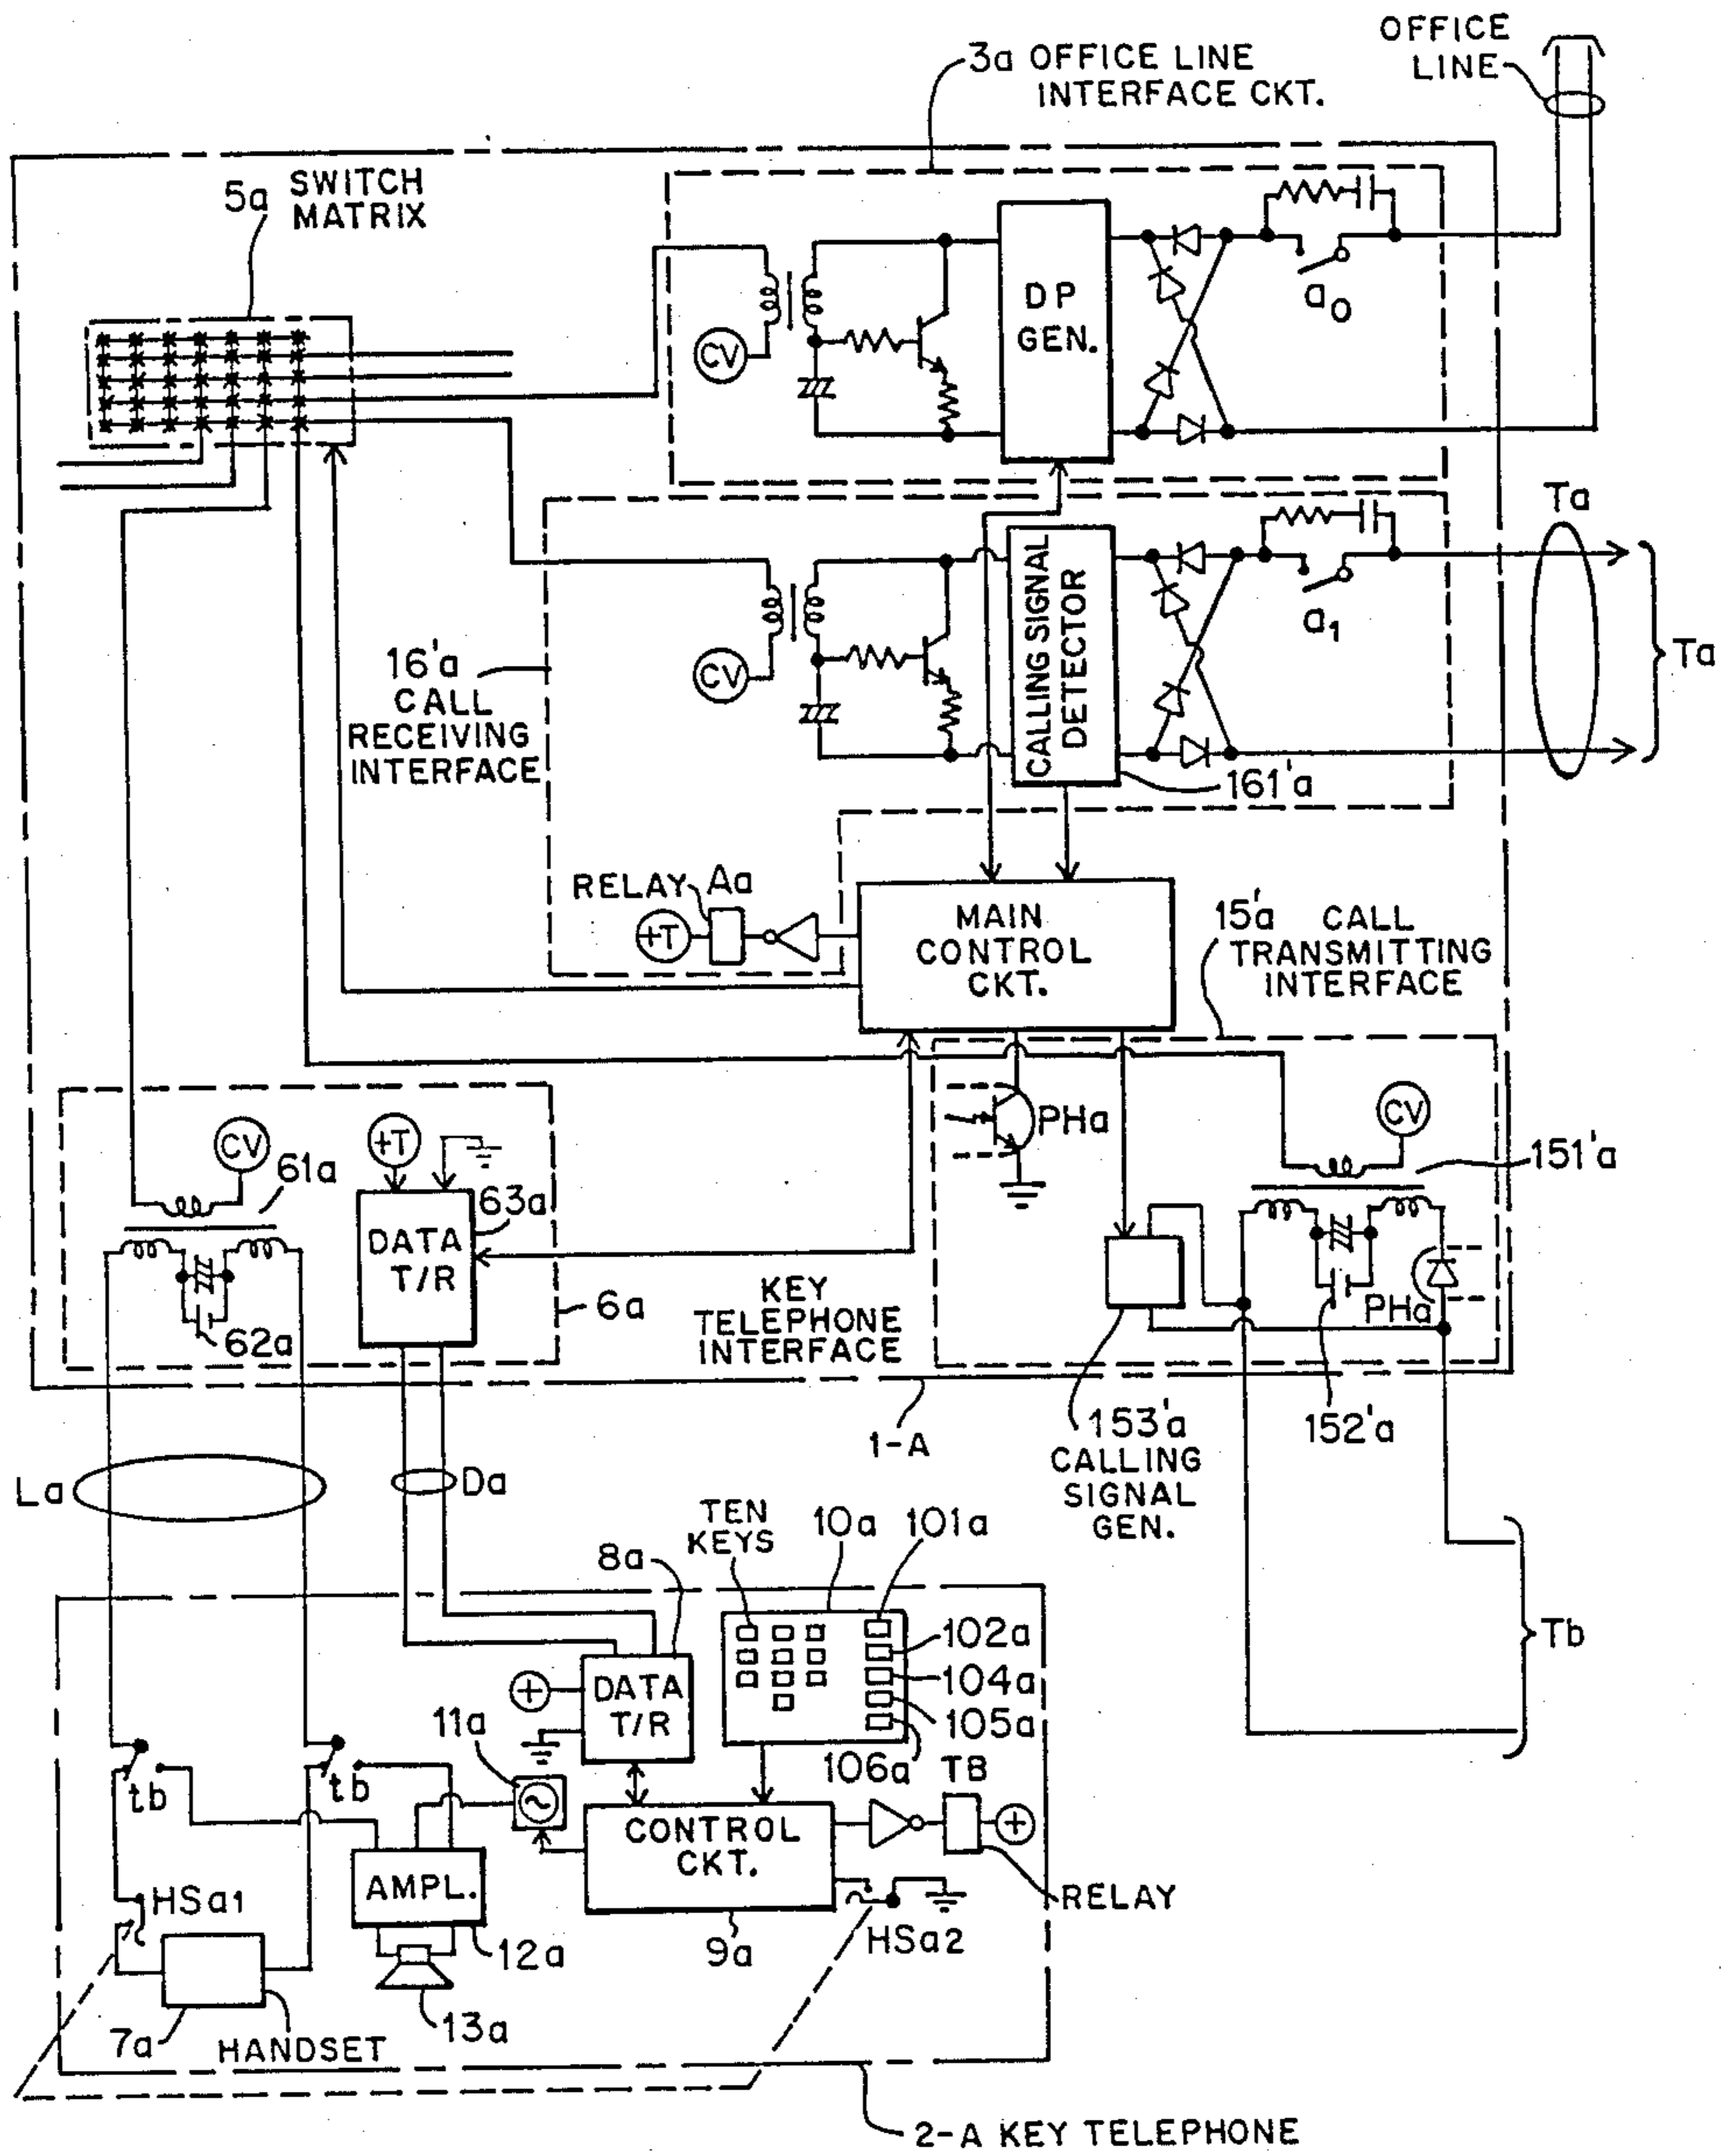 OFFICE
LINE
3a OFFICE LINE
INTERFACE CKT.
5a SWITCH
MATRIX
DP
GEN.
a0
CV
Ta
CALLING SIGNAL
DETECTOR
a1
Ta
CV
16'a
CALL
RECEIVING
INTERFACE
161'a
RELAY Aa
+T
MAIN
CONTROL
CKT.
15'a CALL
TRANSMITTING
INTERFACE
PHa
CV
151'a
CV
61a
+T
63a
DATA
T/R
62a
6a
KEY
TELEPHONE
INTERFACE
PHa
153'a
CALLING
SIGNAL
GEN.
152'a
1-A
La
Da
TEN
KEYS
10a
101a
8a
102a
104a
105a
106a
Tb
DATA
T/R
+
11a
TB
tb
tb
CONTROL
CKT.
+
AMPL.
HSa1
RELAY
12a
9a
HSa2
13a
7a
HANDSET
2-A KEY TELEPHONE